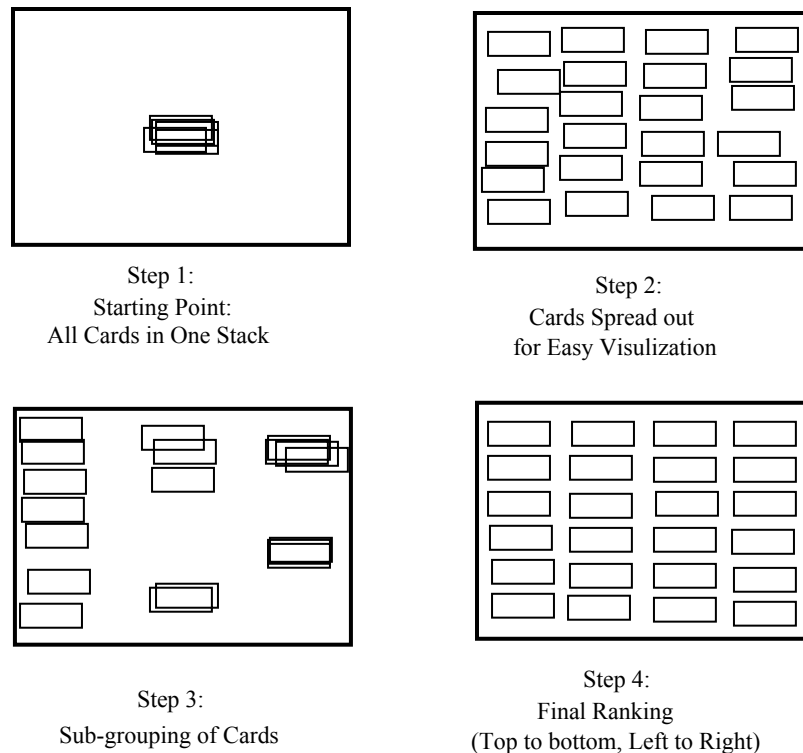 Step 1:
Starting Point:
All Cards in One Stack
Step 2:
Cards Spread out
for Easy Visulization
Step 3:
Sub-grouping of Cards
Step 4:
Final Ranking
(Top to bottom, Left to Right)